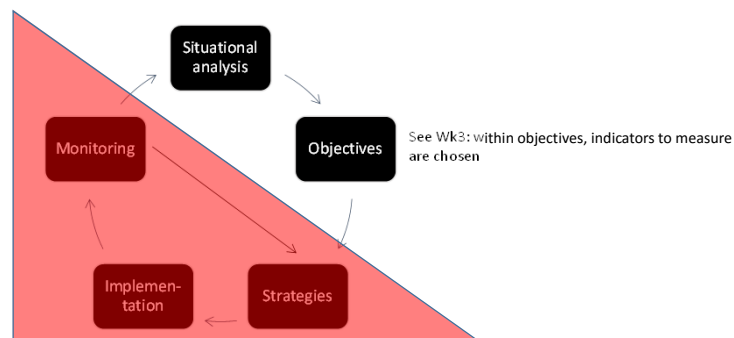 Situational
analysis
Monitoring
Objectives
See Wk3: within objectives, indicators to measure
are chosen
Implemen-
tation
Strategies